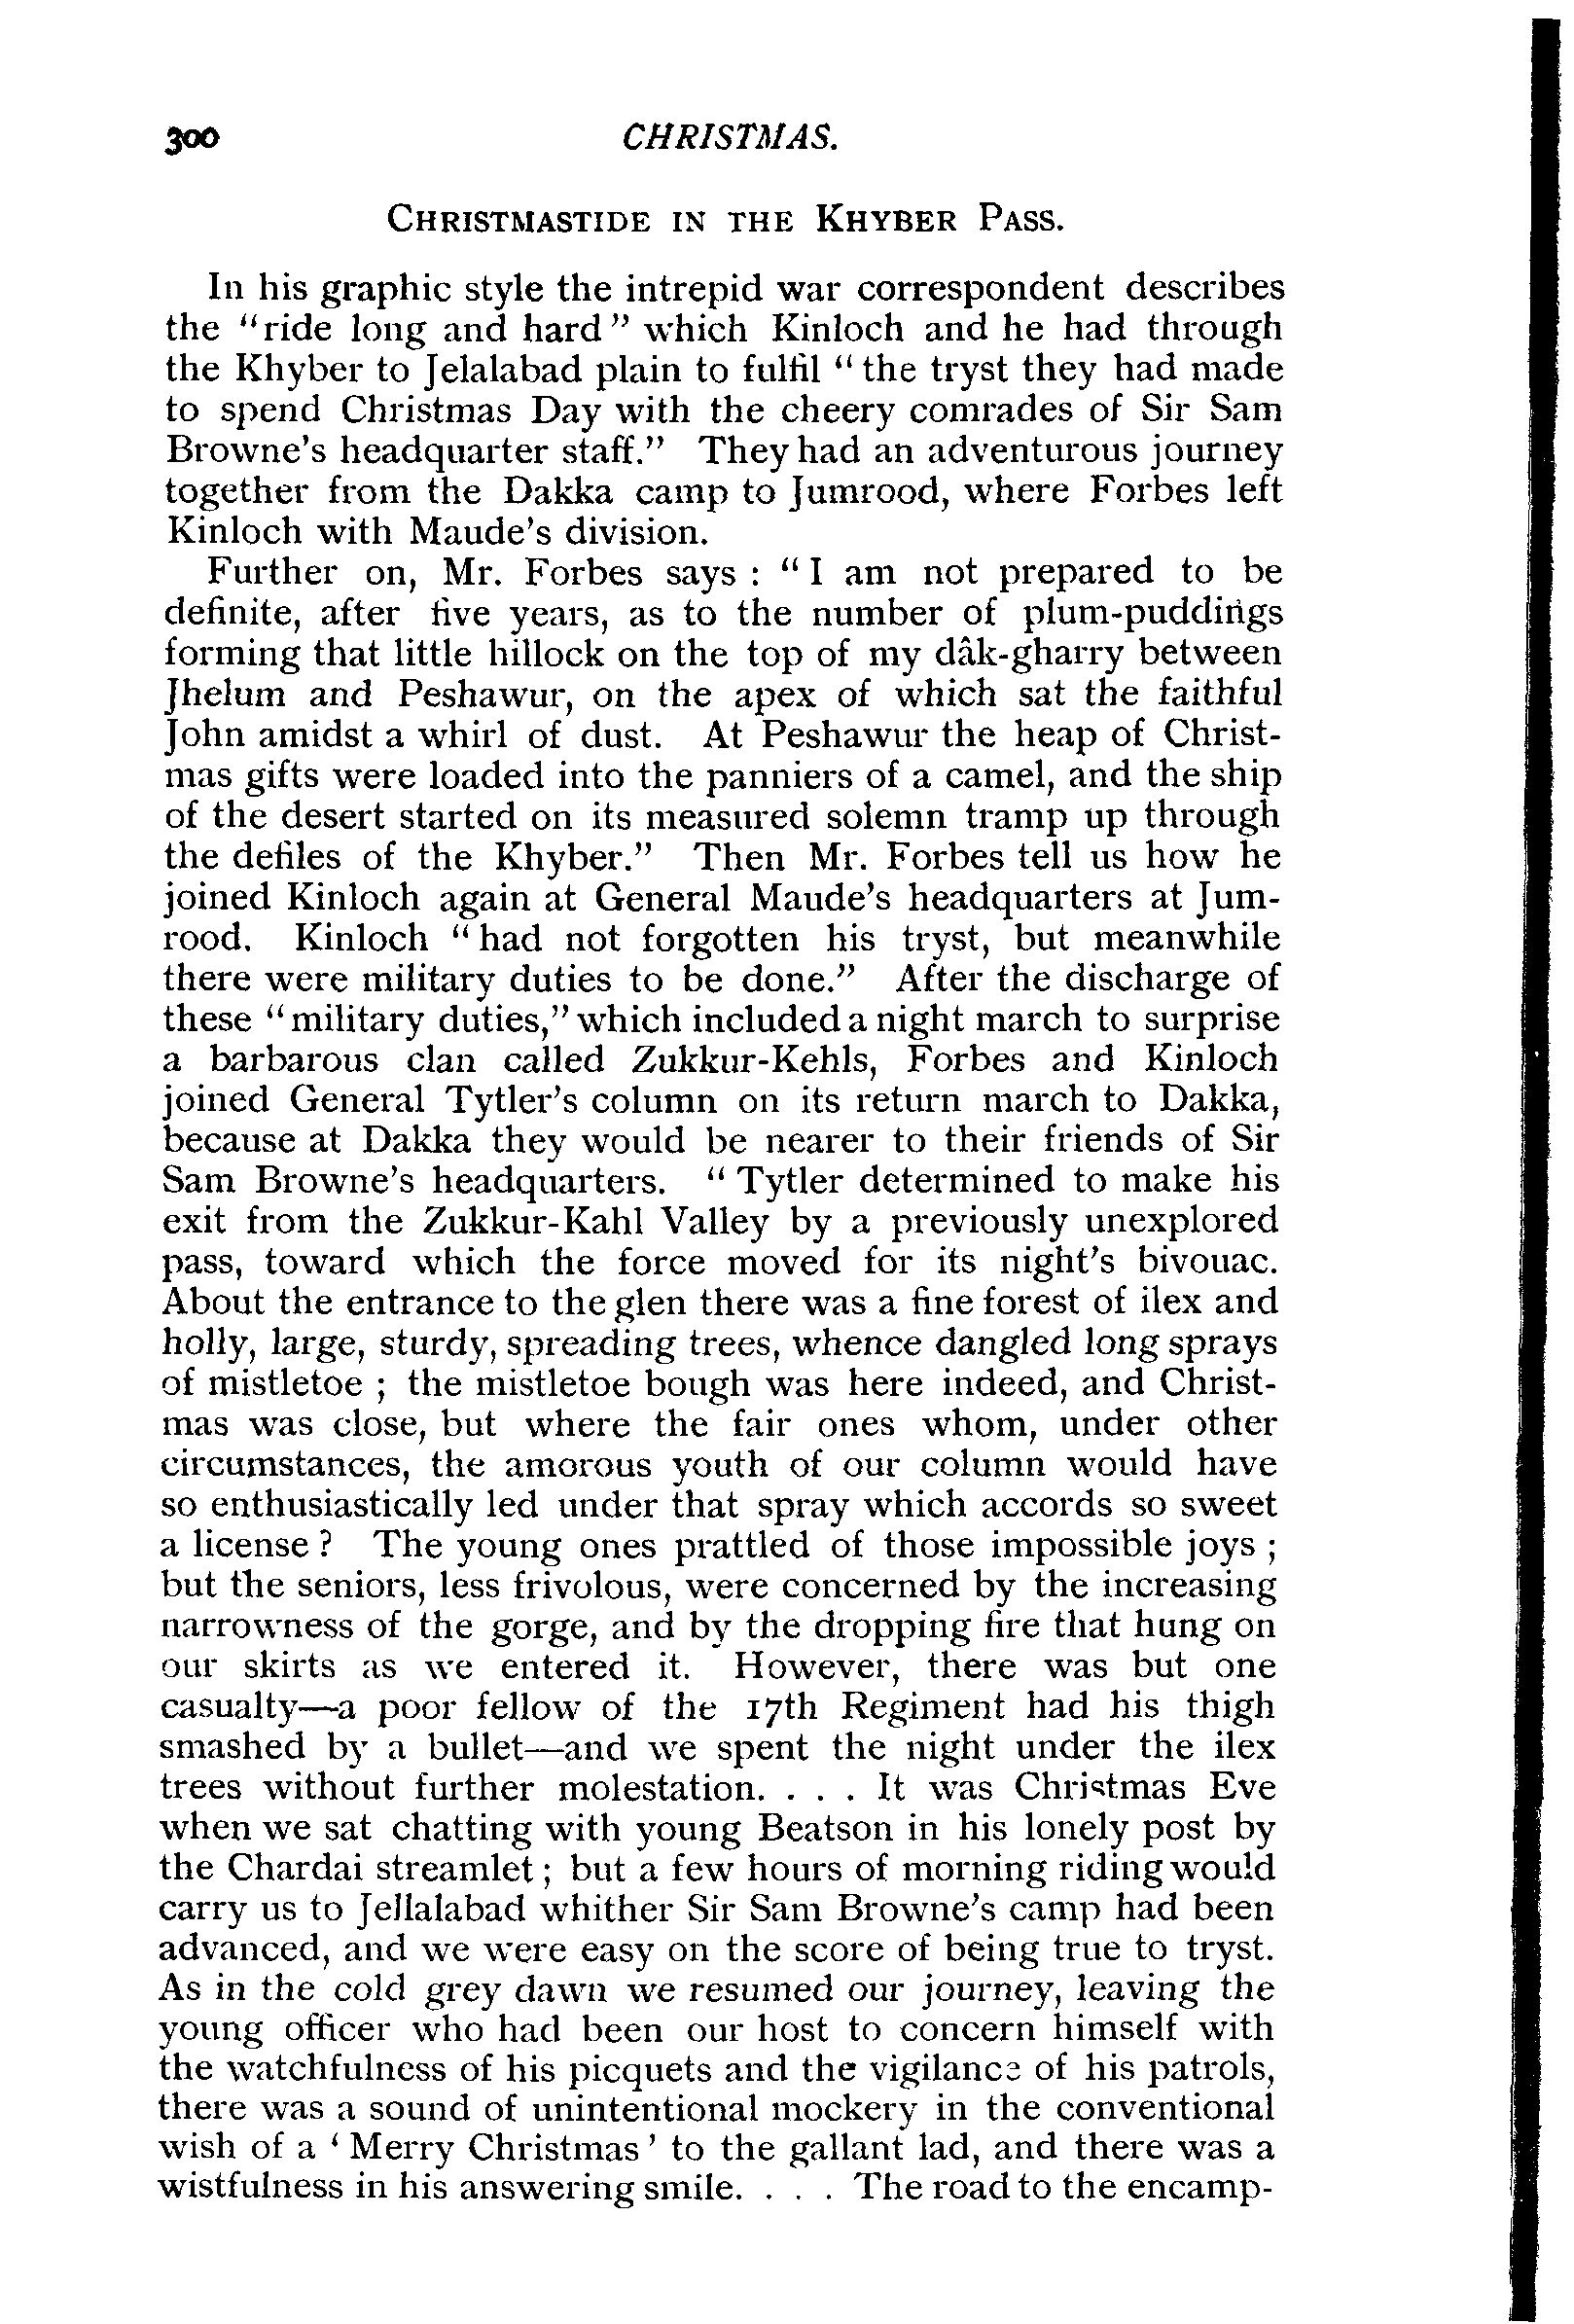 300 CHRISTMAS.
CHRISTMASTIDE IN THE KHYBER PASS.
In his graphic style the intrepid war correspondent describes
the "ride long and hard" which Kinloch and he had through
the Khyber to Jelalabad plain to fulfil "the tryst they had made
to spend Christmas Day with the cheery comrades of Sir Sam
Browne's headquarter staff." They had an adventurous journey
together from the Dakka camp to Jumrood, where Forbes left
Kinloch with Maude's division.
Further on, Mr. Forbes says : "I am not prepared to be
definite, after five years, as to the number of plum-puddings
forming that little hillock on the top of my dâk-gharry between
Jhelum and Peshawur, on the apex of which sat the faithful
John amidst a whirl of dust. At Peshawur the heap of Christ-
mas gifts were loaded into the panniers of a camel, and the ship
of the desert started on its measured solemn tramp up through
the defiles of the Khyber." Then Mr. Forbes tell us how he
joined Kinloch again at General Maude's headquarters at Jum-
rood. Kinloch "had not forgotten his tryst, but meanwhile
there were military duties to be done." After the discharge of
these "military duties," which included a night march to surprise
a barbarous clan called Zukkur-Kehls, Forbes and Kinloch
joined General Tytler's column on its return march to Dakka,
because at Dakka they would be nearer to their friends of Sir
Sam Browne's headquarters. "Tytler determined to make his
exit from the Zukkur-Kahl Valley by a previously unexplored
pass, toward which the force moved for its night's bivouac.
About the entrance to the glen there was a fine forest of ilex and
holly, large, sturdy, spreading trees, whence dangled long sprays
of mistletoe ; the mistletoe bough was here indeed, and Christ-
mas was close, but where the fair ones whom, under other
circumstances, the amorous youth of our column would have
so enthusiastically led under that spray which accords so sweet
a license ? The young ones prattled of those impossible joys ;
but the seniors, less frivolous, were concerned by the increasing
narrowness of the gorge, and by the dropping fire that hung on
our skirts as we entered it. However, there was but one
casualty—a poor fellow of the 17th Regiment had his thigh
smashed by a bullet—and we spent the night under the ilex
trees without further molestation. . . . It was Christmas Eve
when we sat chatting with young Beatson in his lonely post by
the Chardai streamlet ; but a few hours of morning riding would
carry us to Jellalabad whither Sir Sam Browne's camp had been
advanced, and we were easy on the score of being true to tryst.
As in the cold grey dawn we resumed our journey, leaving the
young officer who had been our host to concern himself with
the watchfulness of his picquets and the vigilance of his patrols,
there was a sound of unintentional mockery in the conventional
wish of a 'Merry Christmas' to the gallant lad, and there was a
wistfulness in his answering smile. . . . The road to the encamp-